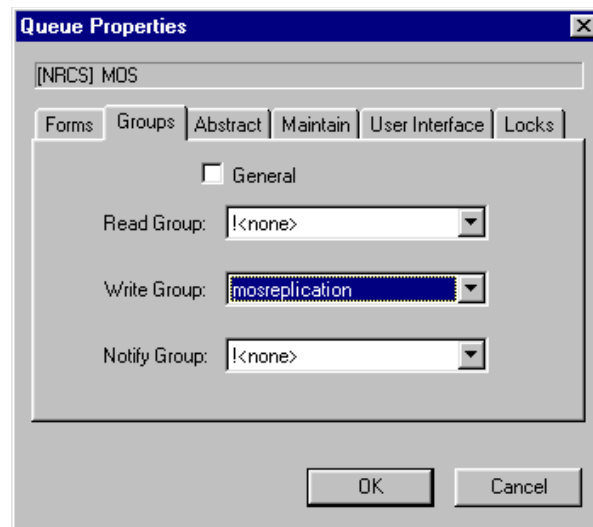 Queue Properties
[NRCS] MOS
Forms Groups Abstract Maintain User Interface Locks
General
Read Group: !<none>
Write Group: mosreplication
Notify Group: !<none>
OK Cancel